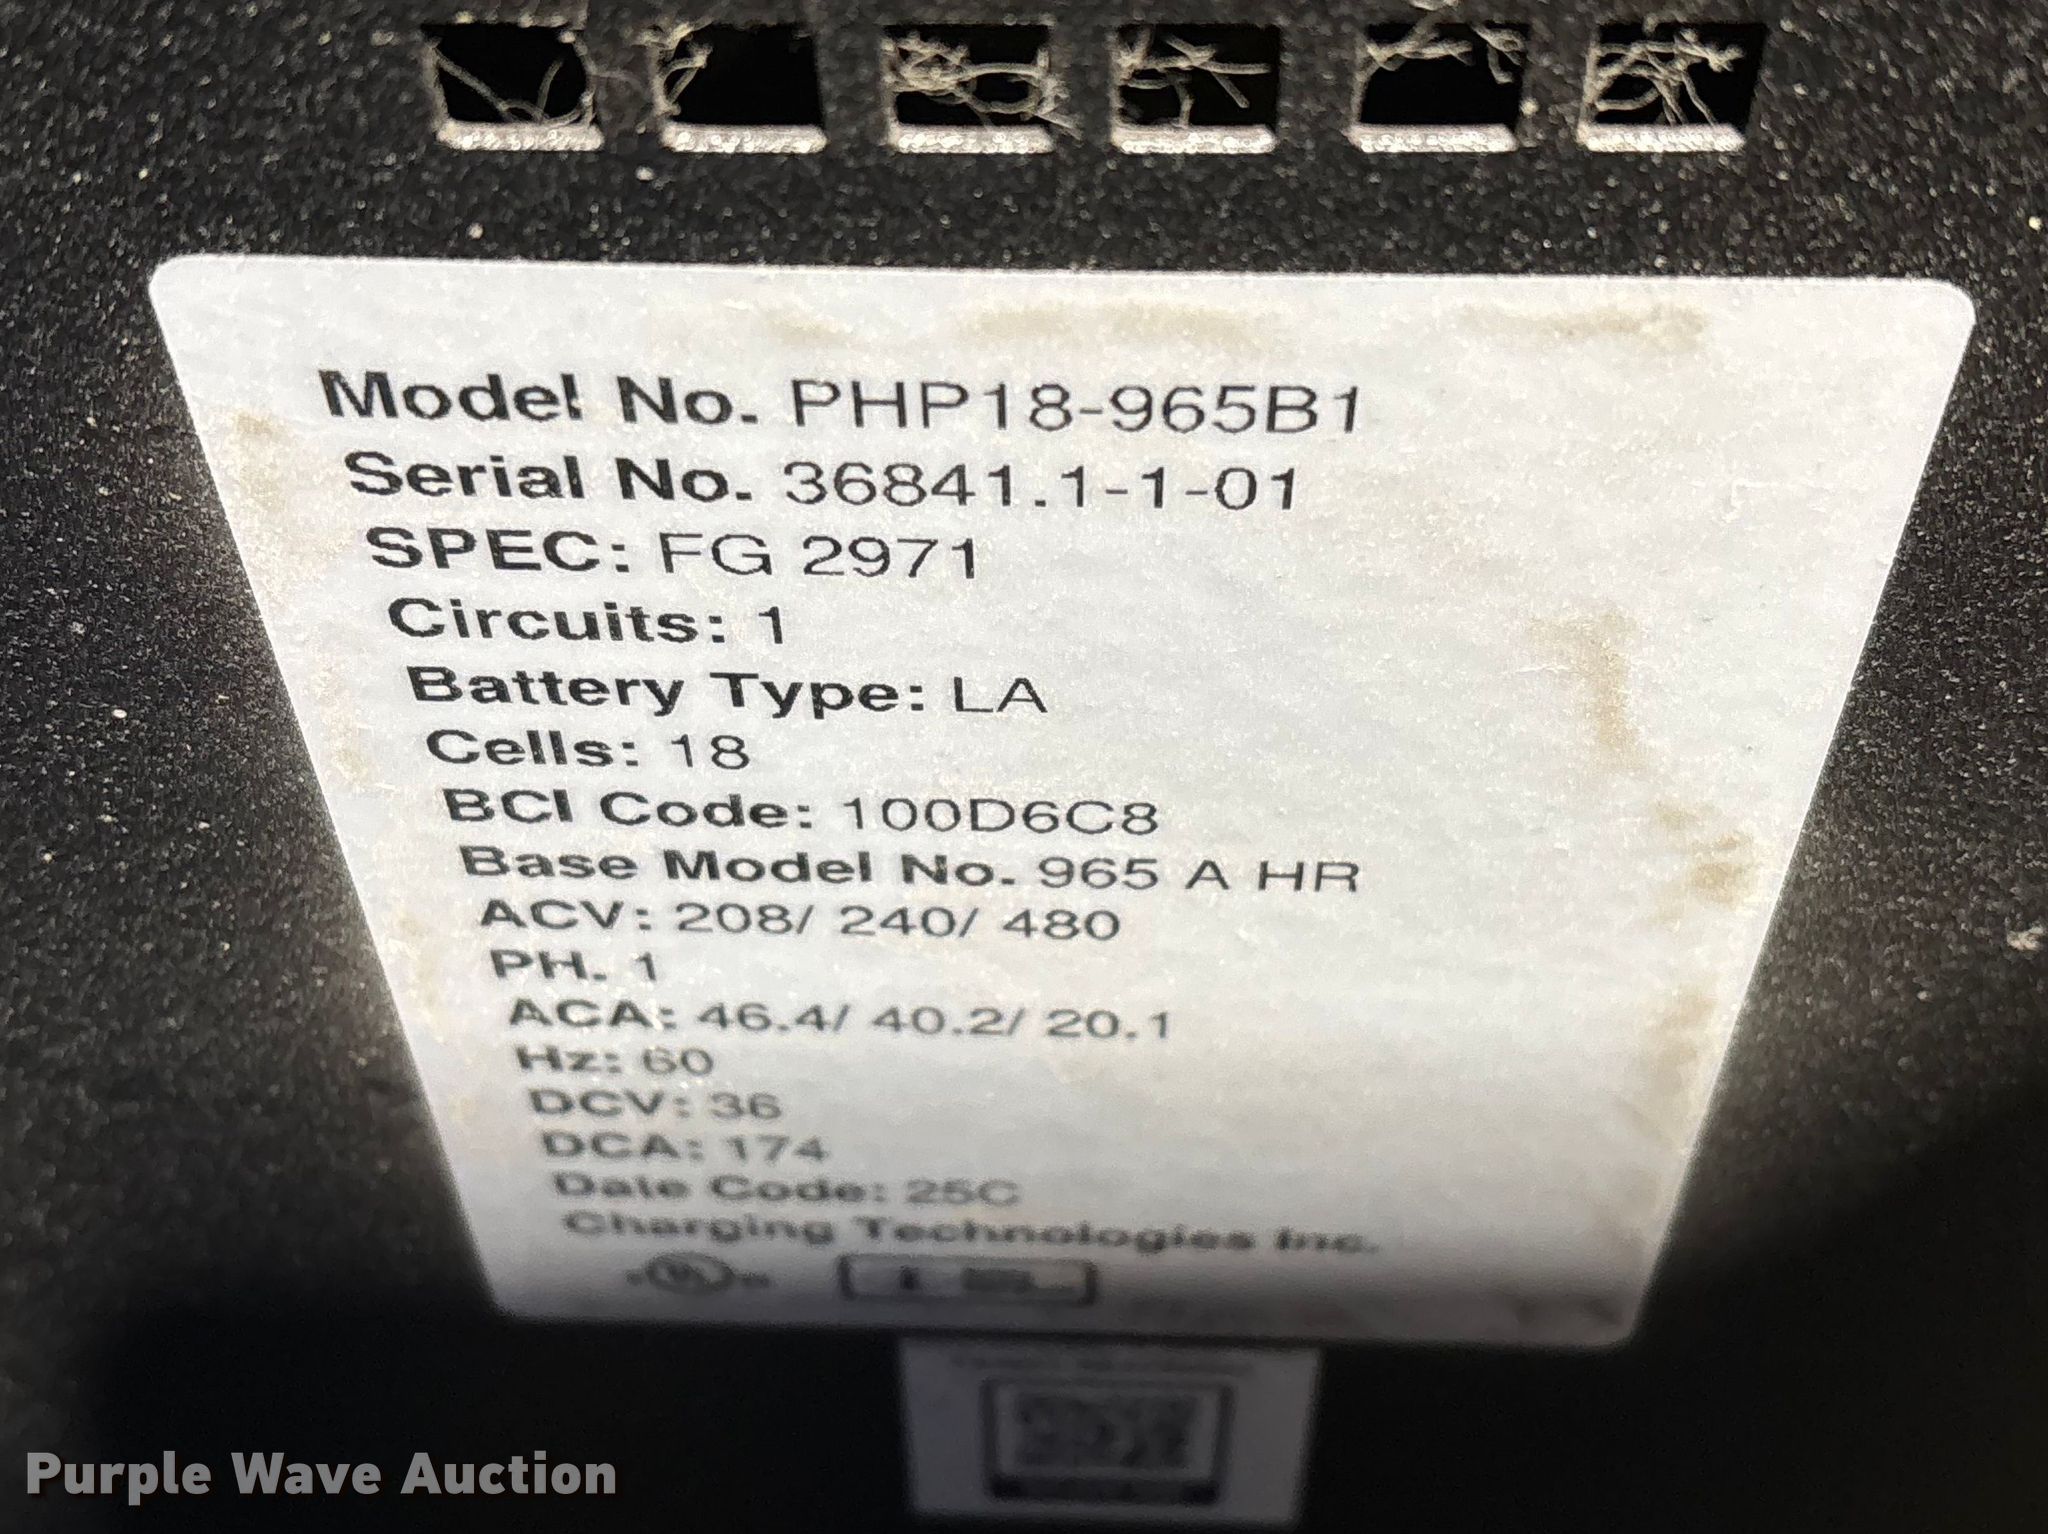 Model No. PHP18-965B1
Serial No. 36841.1-1-01
SPEC: FG 2971
Circuits: 1
Battery Type: LA
Cells: 18
BCI Code: 100D6C8
Base Model No. 965 A HR
ACV: 208/ 240/ 480
PH. 1
ACA: 46.4/ 40.2/ 20.1
Hz: 60
DCV: 36
DCA: 174
Date Code: 25C
Charging Technologies Inc.
UL
Purple Wave Auction